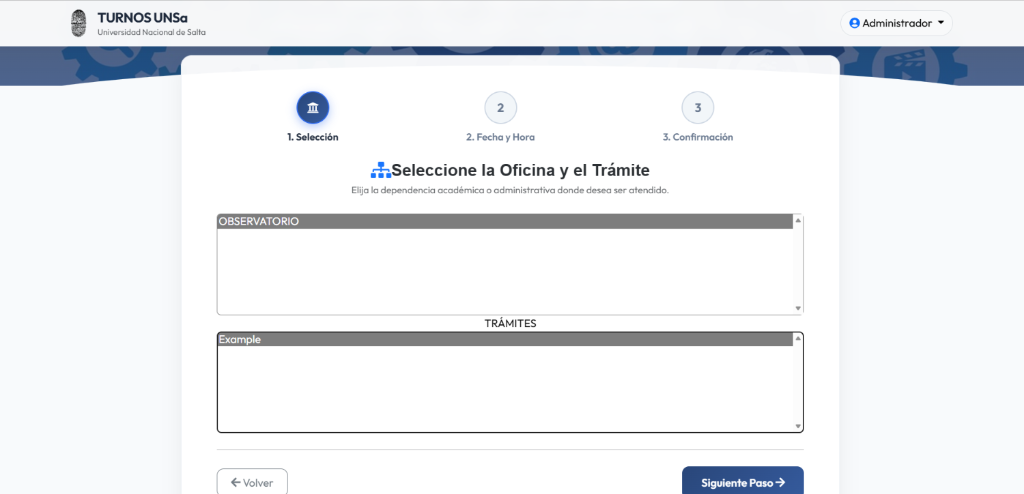 TURNOS UNSa
Universidad Nacional de Salta
Administrador
2
3
1. Selección
2. Fecha y Hora
3. Confirmación
Seleccione la Oficina y el Trámite
Elija la dependencia académica o administrativa donde desea ser atendido.
OBSERVATORIO
TRÁMITES
Example
Volver
Siguiente Paso